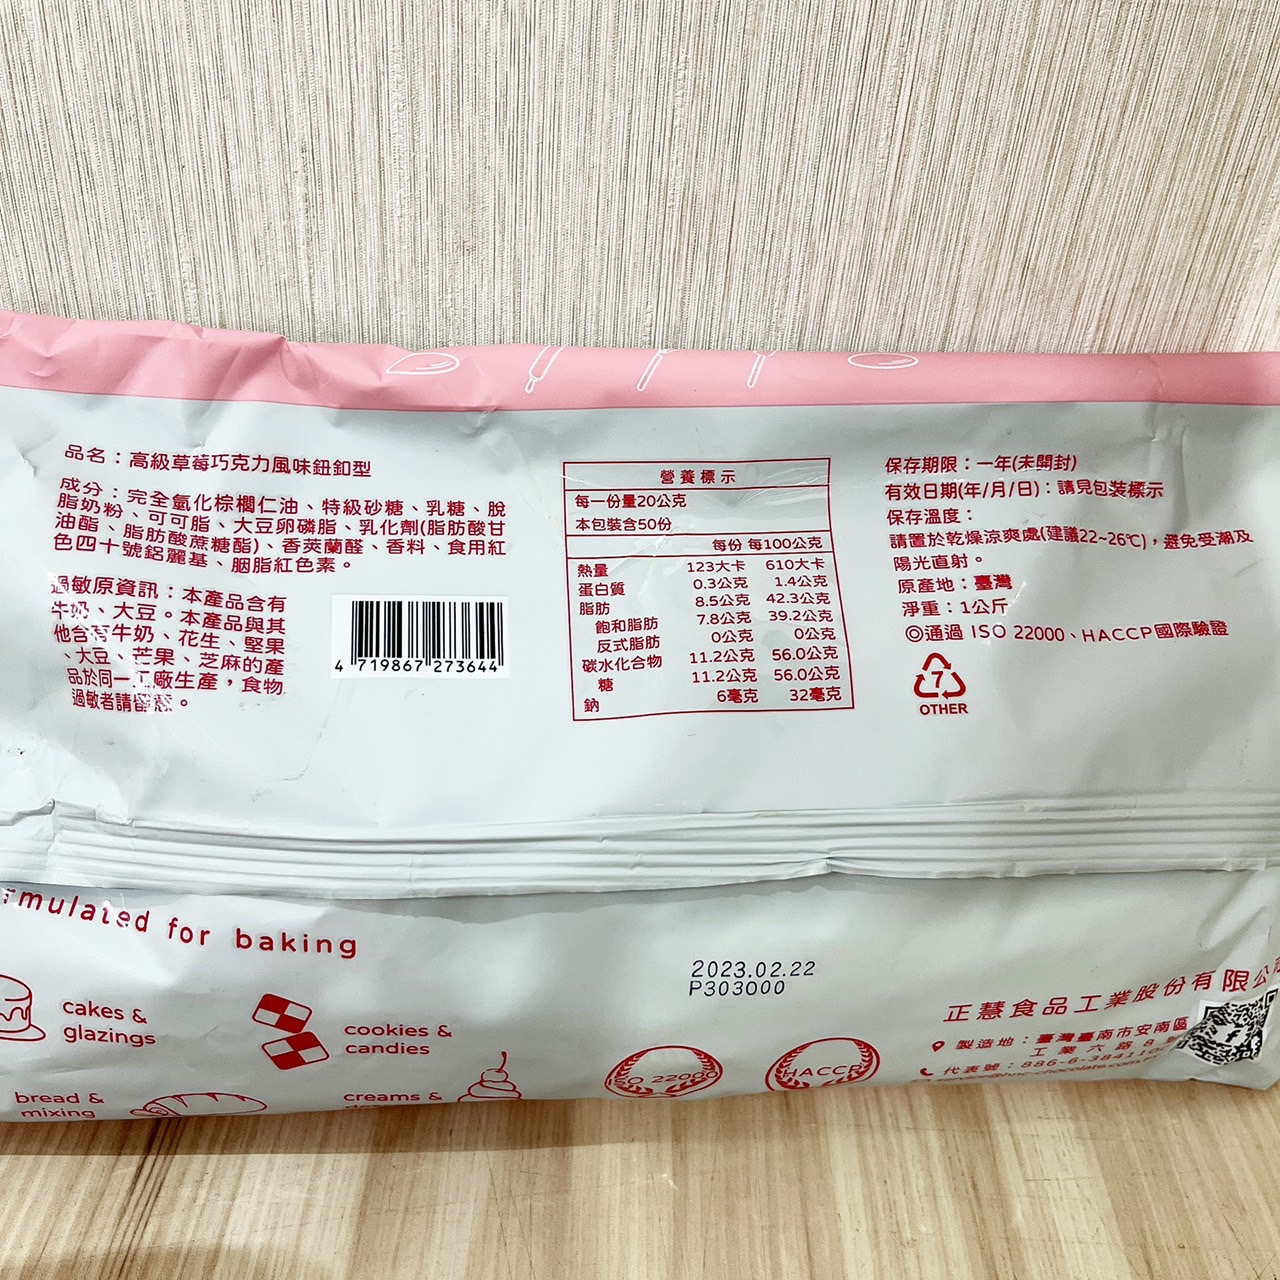 品名：高級草莓巧克力風味鈕釦型
成分：完全氫化棕櫚仁油、特級砂糖、乳糖、脫
脂奶粉、可可脂、大豆卵磷脂、乳化劑(脂肪酸甘
油酯、脂肪酸蔗糖酯)、香莢蘭醛、香料、食用紅
色四十號鋁麗基、胭脂紅色素。
過敏原資訊：本產品含有
牛奶、大豆。本產品與其
他含有牛奶、花生、堅果
、大豆、芒果、芝麻的產
品於同一工廠生產，食物
過敏者請留意。
4 719867 273644
營養標示
每一份量20公克
本包裝含50份
每份 每100公克
熱量 123大卡 610大卡
蛋白質 0.3公克 1.4公克
脂肪 8.5公克 42.3公克
飽和脂肪 7.8公克 39.2公克
反式脂肪 0公克 0公克
碳水化合物 11.2公克 56.0公克
糖 11.2公克 56.0公克
鈉 6毫克 32毫克
保存期限：一年(未開封)
有效日期(年/月/日)：請見包裝標示
保存溫度：
請置於乾燥涼爽處(建議22~26℃)，避免受潮及
陽光直射。
原產地：臺灣
淨重：1公斤
◎通過 ISO 22000、HACCP國際驗證
7
OTHER
rmulated for baking
cakes &
glazings
cookies &
candies
bread &
mixing
creams &
2023.02.22
P303000
ISO 22000
HACCP
正慧食品工業股份有限公
製造地：臺灣臺南市安南區
工業六路8號
代表號：886-6-384110